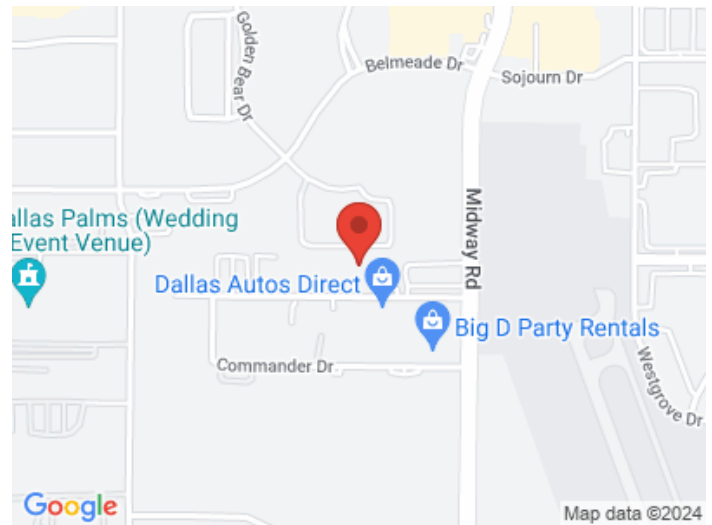 Golden
Bear Dr
Belmeade Dr
Sojourn Dr
allas Palms (Wedding
Event Venue)
Midway Rd
Dallas Autos Direct
Big D Party Rentals
Commander Dr
Westgrove Dr
Google
Map data ©2024